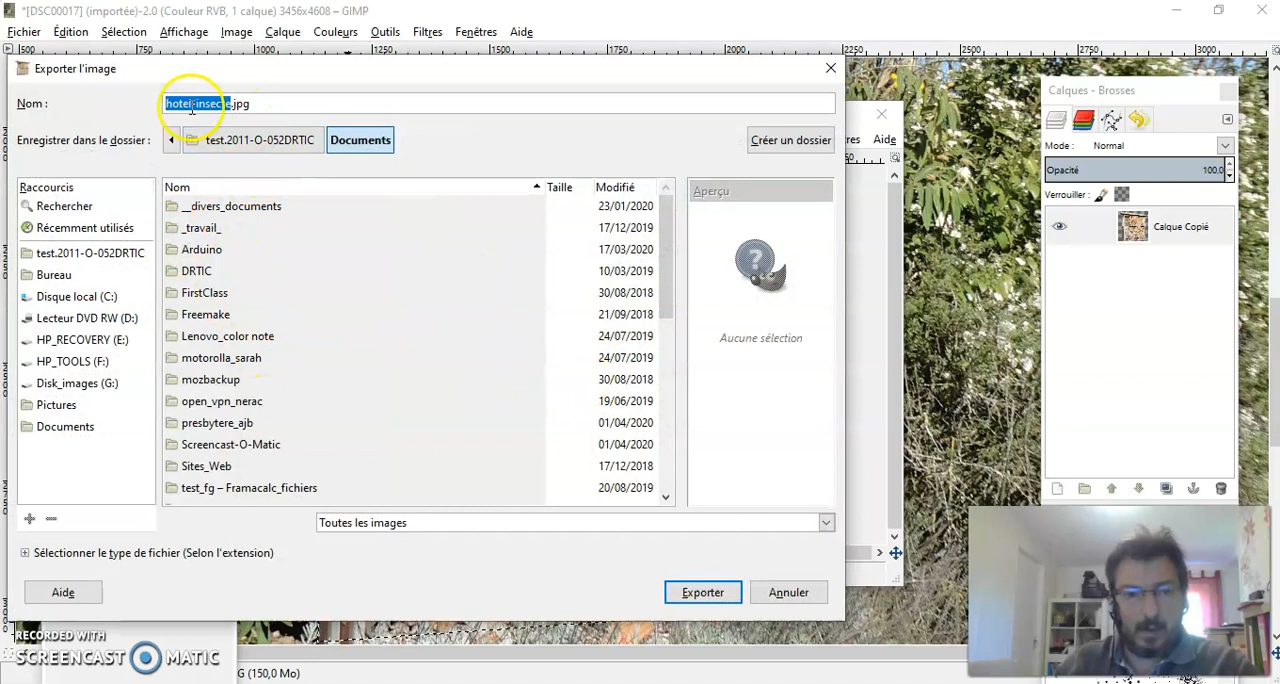 *[DSC00017] (importée)-2.0 (Couleur RVB, 1 calque) 3456x4608 – GIMP
Fichier Édition Sélection Affichage Image Calque Couleurs Outils Filtres Fenêtres Aide
500 750 1000 1250 1500 1750 2000 2250 2500 2750 3000
Exporter l'image
Nom : hotel-insecte.jpg
Enregistrer dans le dossier : test.2011-O-052DRTIC Documents Créer un dossier
Raccourcis
Rechercher
Récemment utilisés
test.2011-O-052DRTIC
Bureau
Disque local (C:)
Lecteur DVD RW (D:)
HP_RECOVERY (E:)
HP_TOOLS (F:)
Disk_images (G:)
Pictures
Documents
Nom Taille Modifié
__divers_documents 23/01/2020
_travail_ 17/12/2019
Arduino 17/03/2020
DRTIC 10/03/2019
FirstClass 30/08/2018
Freemake 21/09/2018
Lenovo_color note 24/07/2019
motorolla_sarah 24/07/2019
mozbackup 30/08/2018
open_vpn_nerac 19/06/2019
presbytere_ajb 01/04/2020
Screencast-O-Matic 01/04/2020
Sites_Web 17/12/2018
test_fg – Framacalc_fichiers 20/08/2019
Aperçu
Aucune sélection
Toutes les images
Sélectionner le type de fichier (Selon l'extension)
Aide Exporter Annuler
Aide
Calques - Brosses
Mode : Normal
Opacité 100,0
Verrouiller :
Calque Copié
RECORDED WITH
SCREENCAST MATIC
G (150,0 Mo)